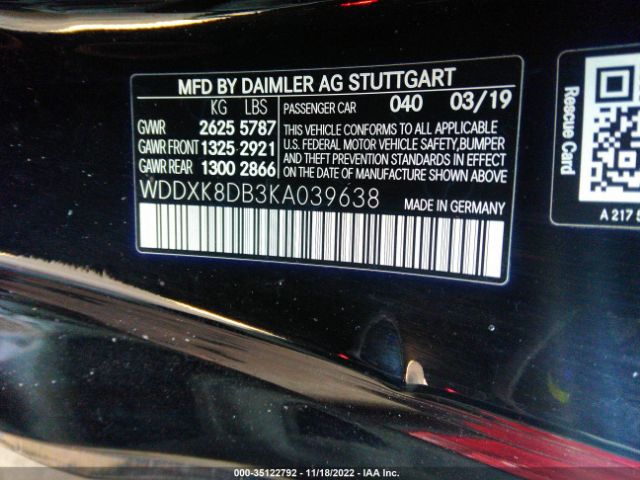 MFD BY DAIMLER AG STUTTGART
KG LBS
GVWR 2625 5787
GAWR FRONT 1325 2921
GAWR REAR 1300 2866
PASSENGER CAR 040 03/19
THIS VEHICLE CONFORMS TO ALL APPLICABLE
U.S. FEDERAL MOTOR VEHICLE SAFETY,BUMPER
AND THEFT PREVENTION STANDARDS IN EFFECT
ON THE DATE OF MANUFACTURE SHOWN ABOVE
WDDXK8DB3KA039638 MADE IN GERMANY
Rescue Card
A 217 5
000-35122792 - 11/18/2022 - IAA Inc.